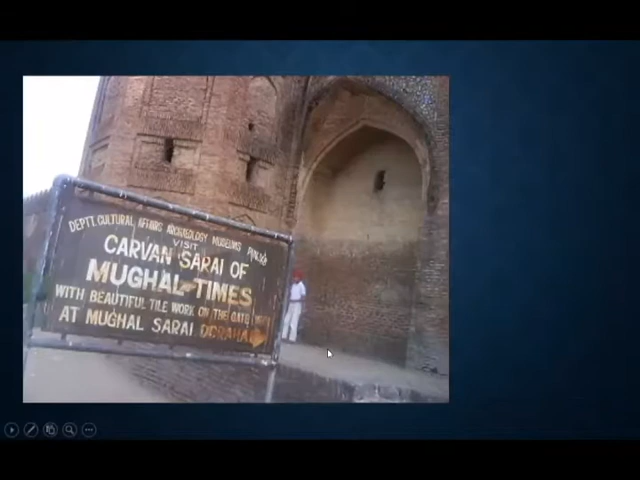 DEPTT. CULTURAL AFFAIRS ARCHAEOLOGY MUSEUMS
VISIT
CARVAN SARAI OF
MUGHAL-TIMES
WITH BEAUTIFUL TILE WORK ON THE GATE
AT MUGHAL SARAI DORAHA